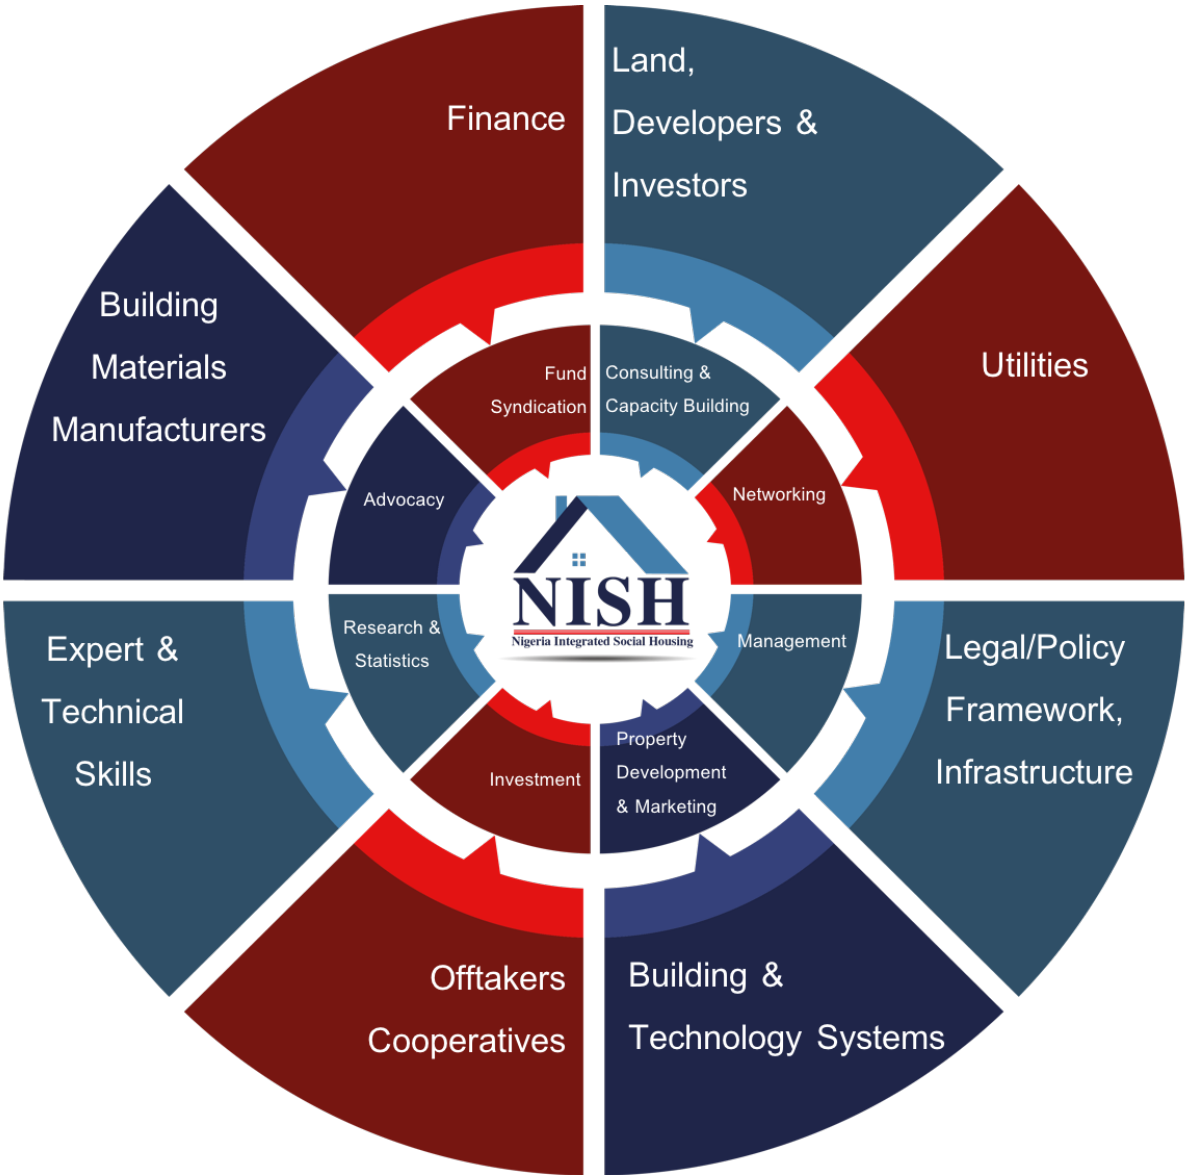 Finance
Land,
Developers &
Investors
Utilities
Legal/Policy
Framework,
Infrastructure
Building &
Technology Systems
Offtakers
Cooperatives
Expert &
Technical
Skills
Building
Materials
Manufacturers
Fund
Syndication
Consulting &
Capacity Building
Networking
Management
Property
Development
& Marketing
Investment
Research &
Statistics
Advocacy
NISH
Nigeria Integrated Social Housing